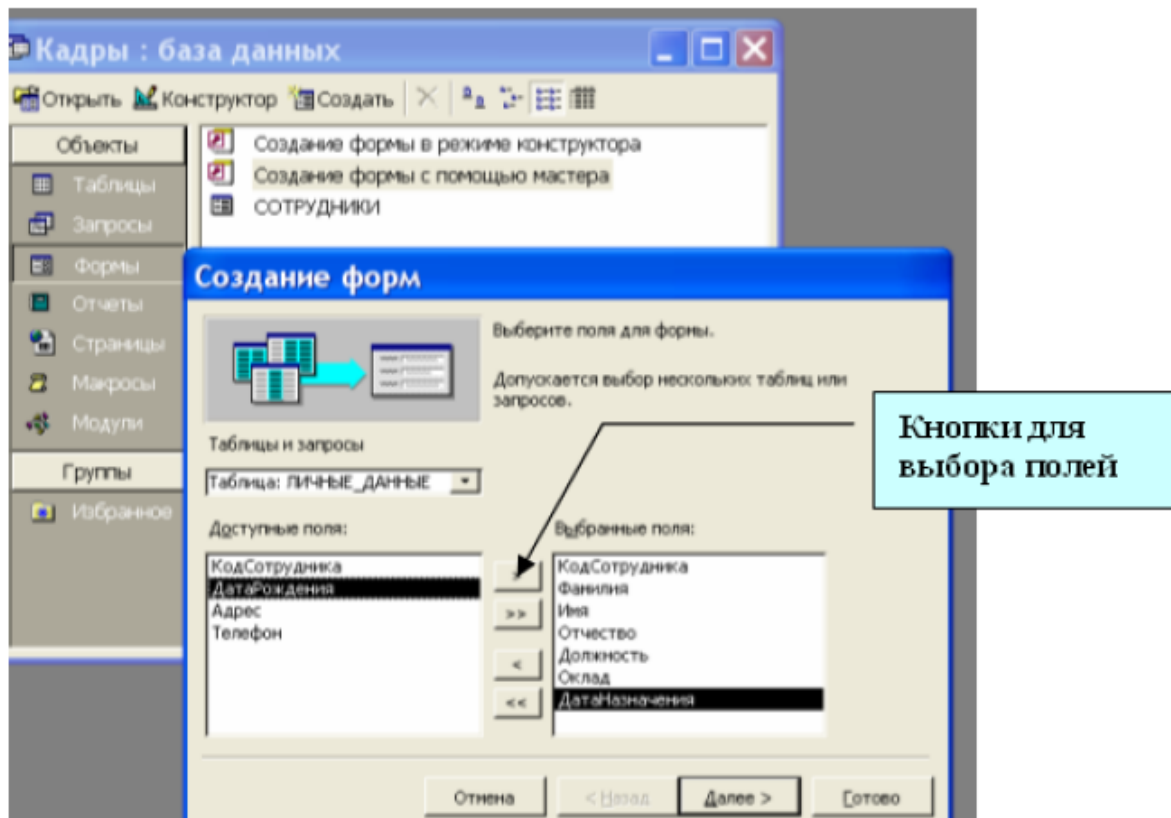 Кадры : база данных
Открыть Конструктор Создать
Объекты
Таблицы
Запросы
Формы
Отчеты
Страницы
Макросы
Модули
Группы
Избранное
Создание формы в режиме конструктора
Создание формы с помощью мастера
СОТРУДНИКИ
Создание форм
Выберите поля для формы.
Допускается выбор нескольких таблиц или
запросов.
Таблицы и запросы
Таблица: ЛИЧНЫЕ_ДАННЫЕ
Доступные поля:
КодСотрудника
ДатаРождения
Адрес
Телефон
>
>>
<
<<
Выбранные поля:
КодСотрудника
Фамилия
Имя
Отчество
Должность
Оклад
ДатаНазначения
Отмена
< Назад
Далее >
Готово
Кнопки для
выбора полей